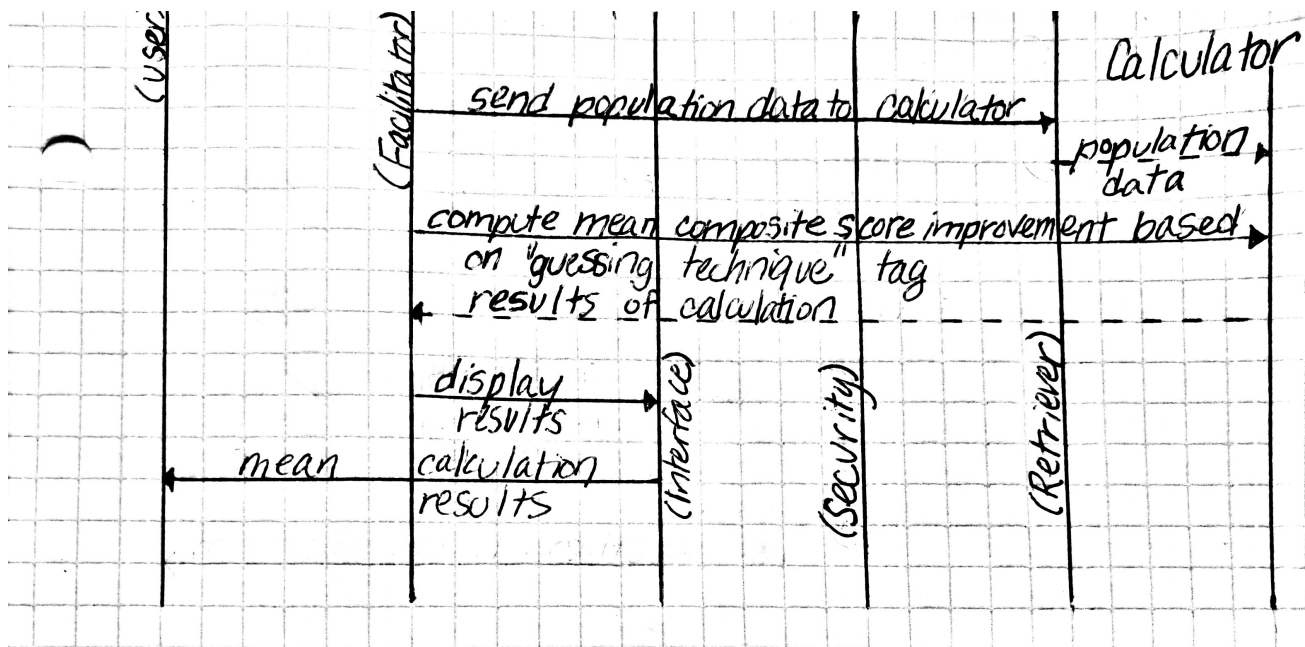 (user)
(Facilitator)
Calculator
send population data to calculator
population
data
compute mean composite score improvement based
on "guessing technique" tag
results of calculation
display
results
(Interface)
(Security)
(Retriever)
mean calculation
results